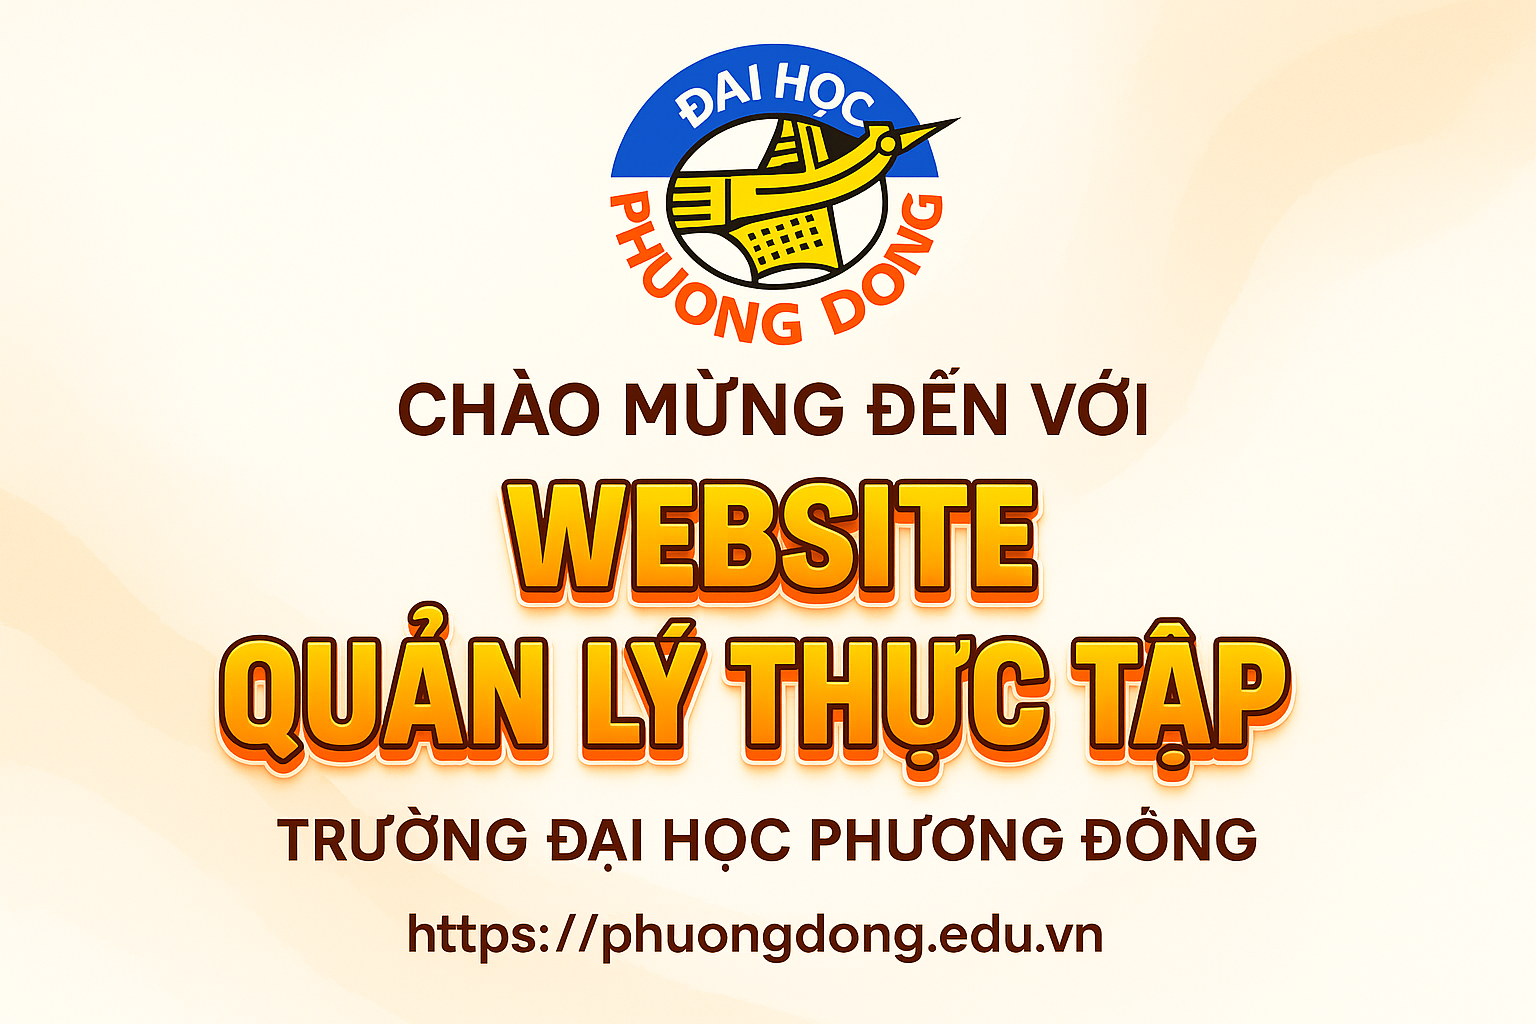 ĐẠI HỌC
PHUONG DONG
CHÀO MỪNG ĐẾN VỚI
WEBSITE
QUẢN LÝ THỰC TẬP
TRƯỜNG ĐẠI HỌC PHƯƠNG ĐÔNG
https://phuongdong.edu.vn